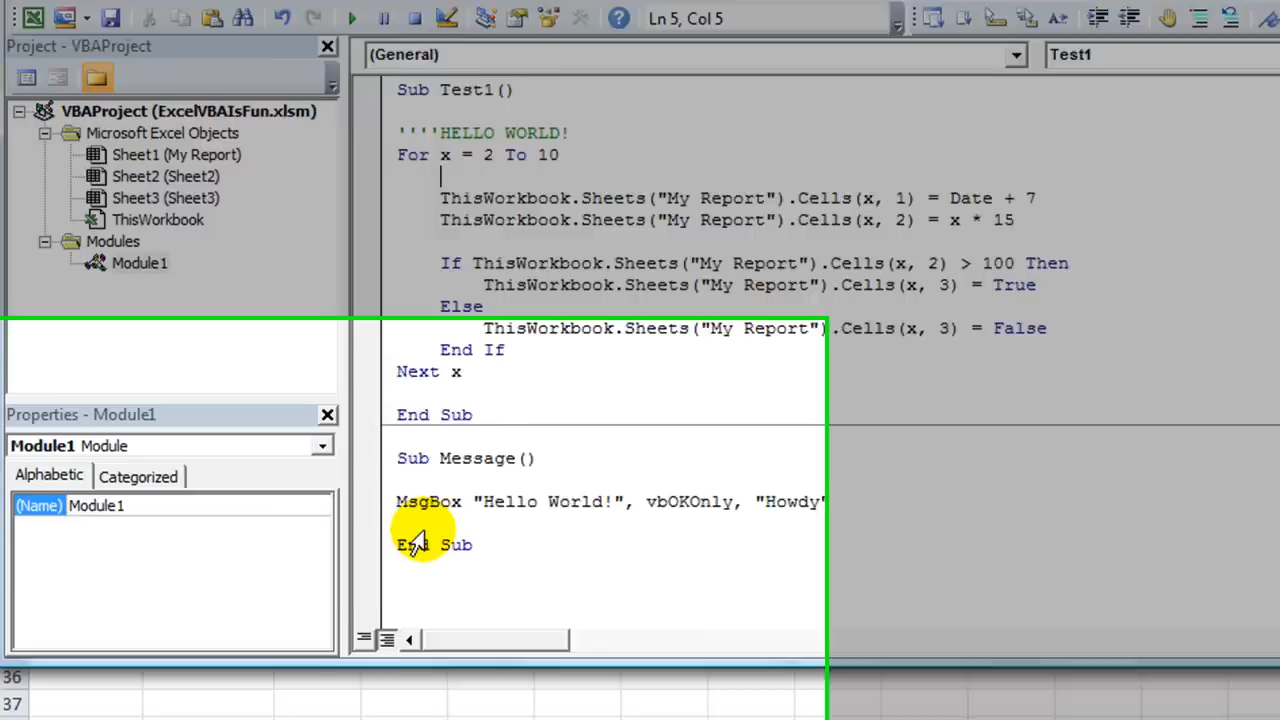 Ln 5, Col 5
Project - VBAProject
(General)
Test1
VBAProject (ExcelVBAIsFun.xlsm)
Microsoft Excel Objects
Sheet1 (My Report)
Sheet2 (Sheet2)
Sheet3 (Sheet3)
ThisWorkbook
Modules
Module1
Properties - Module1
Module1 Module
Alphabetic
Categorized
(Name) Module1
Sub Test1()
''''HELLO WORLD!
For x = 2 To 10
ThisWorkbook.Sheets("My Report").Cells(x, 1) = Date + 7
ThisWorkbook.Sheets("My Report").Cells(x, 2) = x * 15
If ThisWorkbook.Sheets("My Report").Cells(x, 2) > 100 Then
ThisWorkbook.Sheets("My Report").Cells(x, 3) = True
Else
ThisWorkbook.Sheets("My Report").Cells(x, 3) = False
End If
Next x
End Sub
Sub Message()
MsgBox "Hello World!", vbOKOnly, "Howdy"
End Sub
36
37